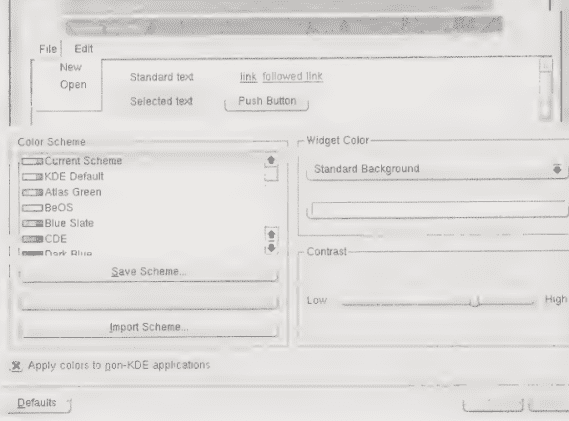 File Edit
New
Open
Standard text link followed link
Selected text Push Button
Color Scheme
Current Scheme
KDE Default
Atlas Green
BeOS
Blue Slate
CDE
Dark Blue
Save Scheme...
Import Scheme...
Widget Color
Standard Background
Contrast
Low High
Apply colors to non-KDE applications
Defaults